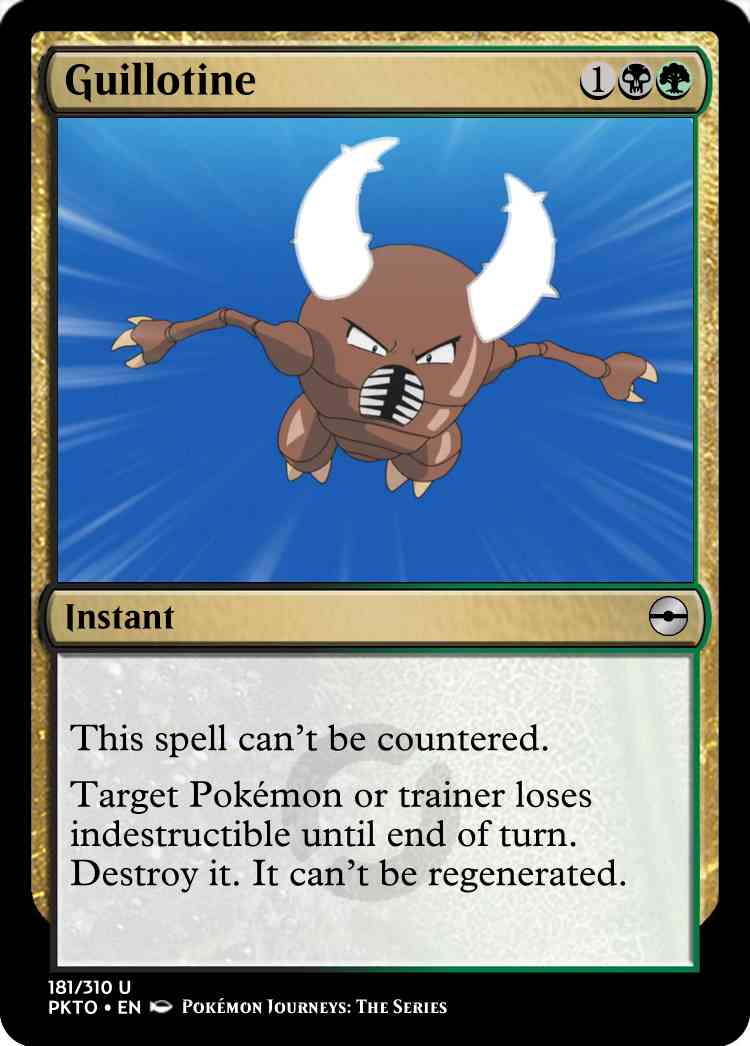 Guillotine 1
Instant
This spell can't be countered.
Target Pokémon or trainer loses
indestructible until end of turn.
Destroy it. It can't be regenerated.
181/310 U
PKTO • EN Pokémon Journeys: The Series